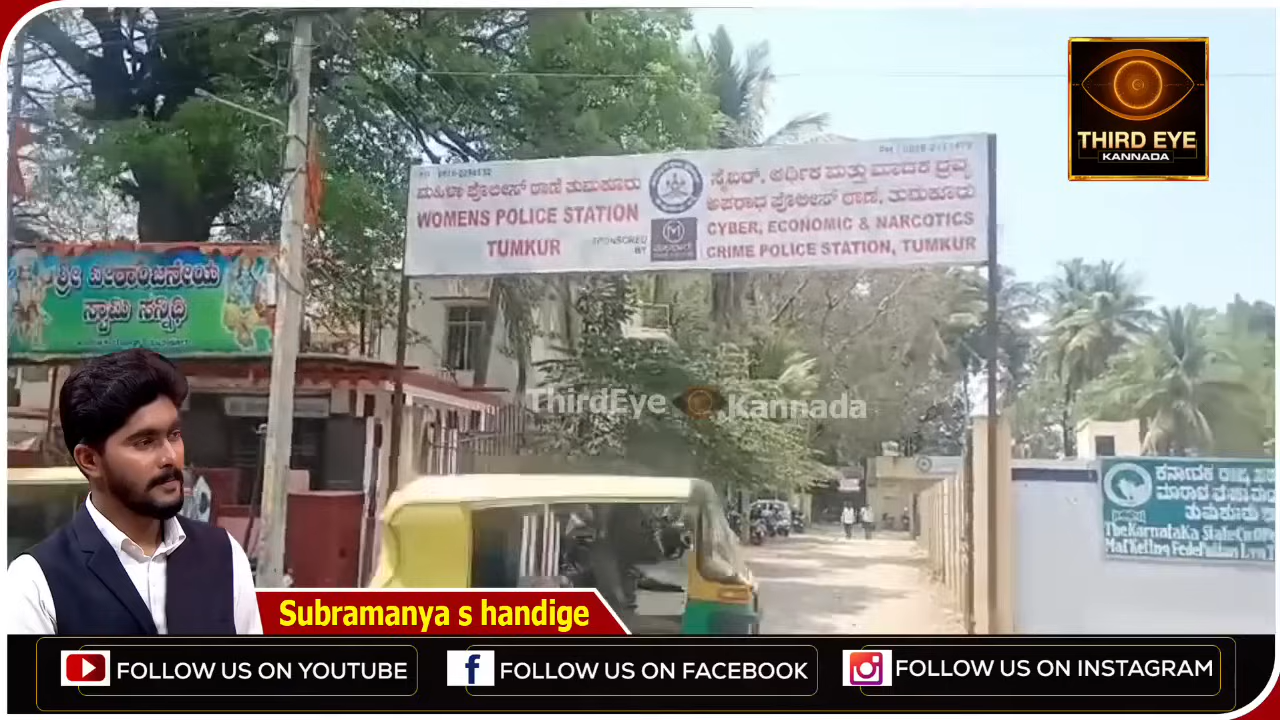 THIRD EYE
KANNADA
ಮಹಿಳಾ ಪೊಲೀಸ್ ಠಾಣೆ ತುಮಕೂರು
WOMENS POLICE STATION
TUMKUR
SPONSORED
BY
ಸೈಬರ್, ಆರ್ಥಿಕ ಮತ್ತು ಮಾದಕ ದ್ರವ್ಯ
ಅಪರಾಧ ಪೊಲೀಸ್ ಠಾಣೆ, ತುಮಕೂರು
CYBER, ECONOMIC & NARCOTICS
CRIME POLICE STATION, TUMKUR
ಶ್ರೀ ವೀರಾಂಜನೇಯ
ಸ್ವಾಮಿ ಸನ್ನಿಧಿ
ThirdEye Kannada
ಕರ್ನಾಟಕ ರಾಜ್ಯ
ಮಾರಾಟ
ತುಮಕೂರು
The Karnataka State
Subramanya s handige
FOLLOW US ON YOUTUBE
FOLLOW US ON FACEBOOK
FOLLOW US ON INSTAGRAM